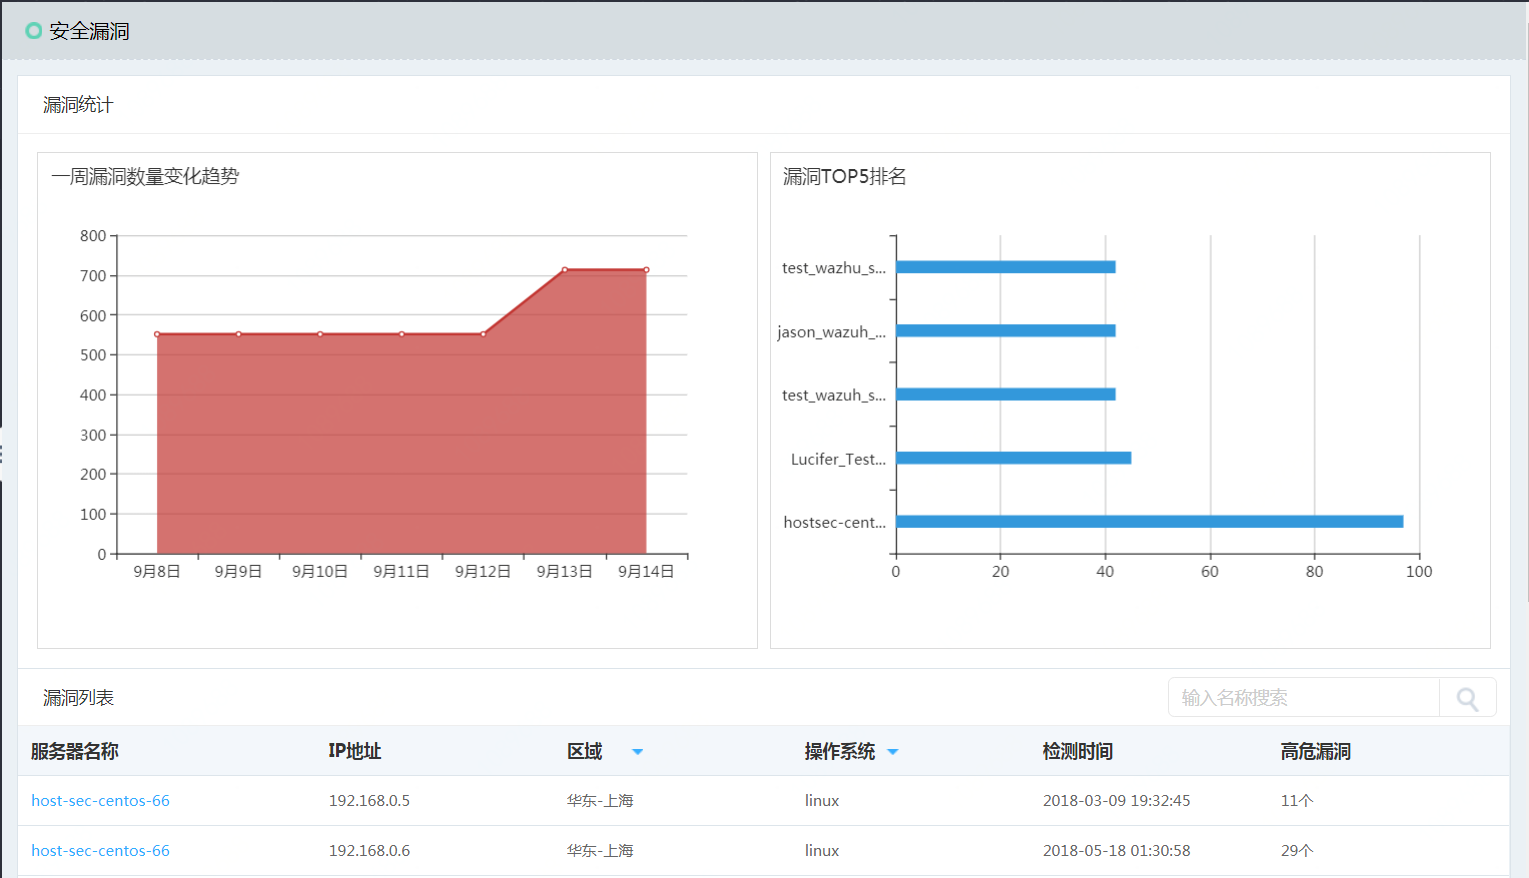 安全漏洞
漏洞统计
一周漏洞数量变化趋势
800
700
600
500
400
300
200
100
0
9月8日 9月9日 9月10日 9月11日 9月12日 9月13日 9月14日
漏洞TOP5排名
test_wazhu_s...
jason_wazuh_...
test_wazuh_s...
Lucifer_Test...
hostsec-cent...
0 20 40 60 80 100
漏洞列表 输入名称搜索
服务器名称 IP地址 区域 操作系统 检测时间 高危漏洞
host-sec-centos-66 192.168.0.5 华东-上海 linux 2018-03-09 19:32:45 11个
host-sec-centos-66 192.168.0.6 华东-上海 linux 2018-05-18 01:30:58 29个